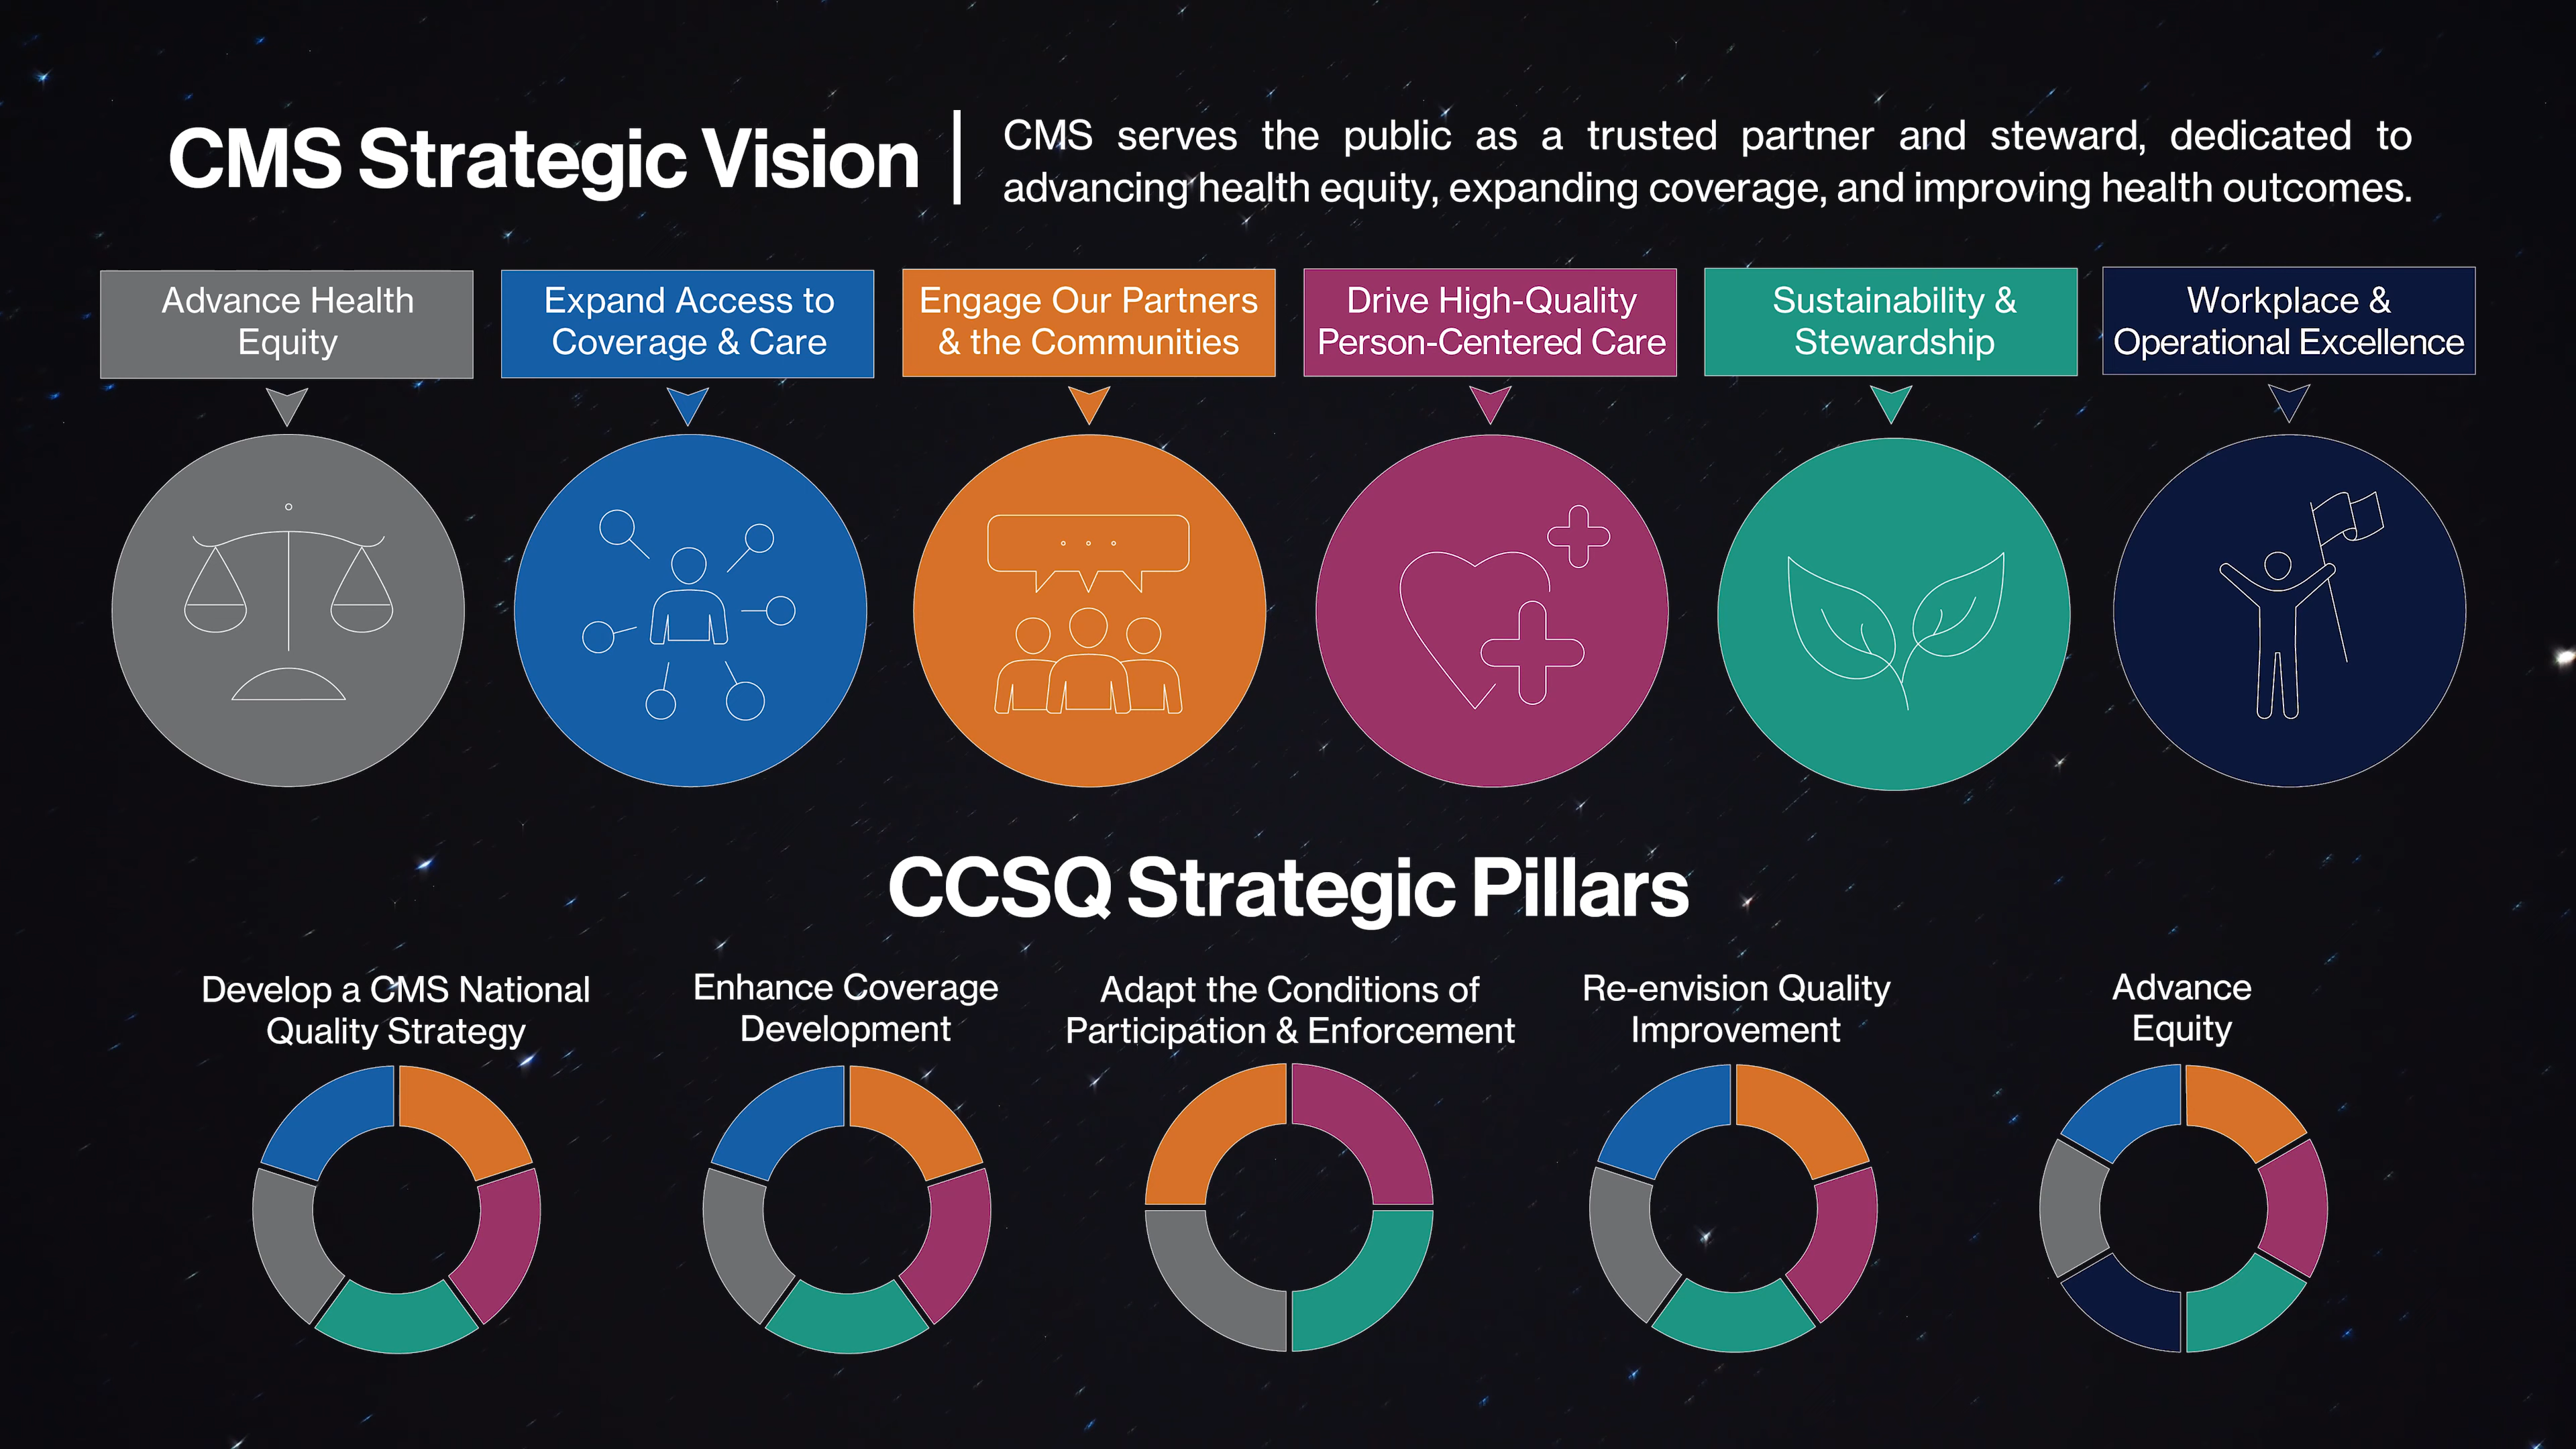 CMS Strategic Vision
CMS serves the public as a trusted partner and steward, dedicated to
advancing health equity, expanding coverage, and improving health outcomes.
Advance Health
Equity
Expand Access to
Coverage & Care
Engage Our Partners
& the Communities
Drive High-Quality
Person-Centered Care
Sustainability &
Stewardship
Workplace &
Operational Excellence
CCSQ Strategic Pillars
Develop a CMS National
Quality Strategy
Enhance Coverage
Development
Adapt the Conditions of
Participation & Enforcement
Re-envision Quality
Improvement
Advance
Equity